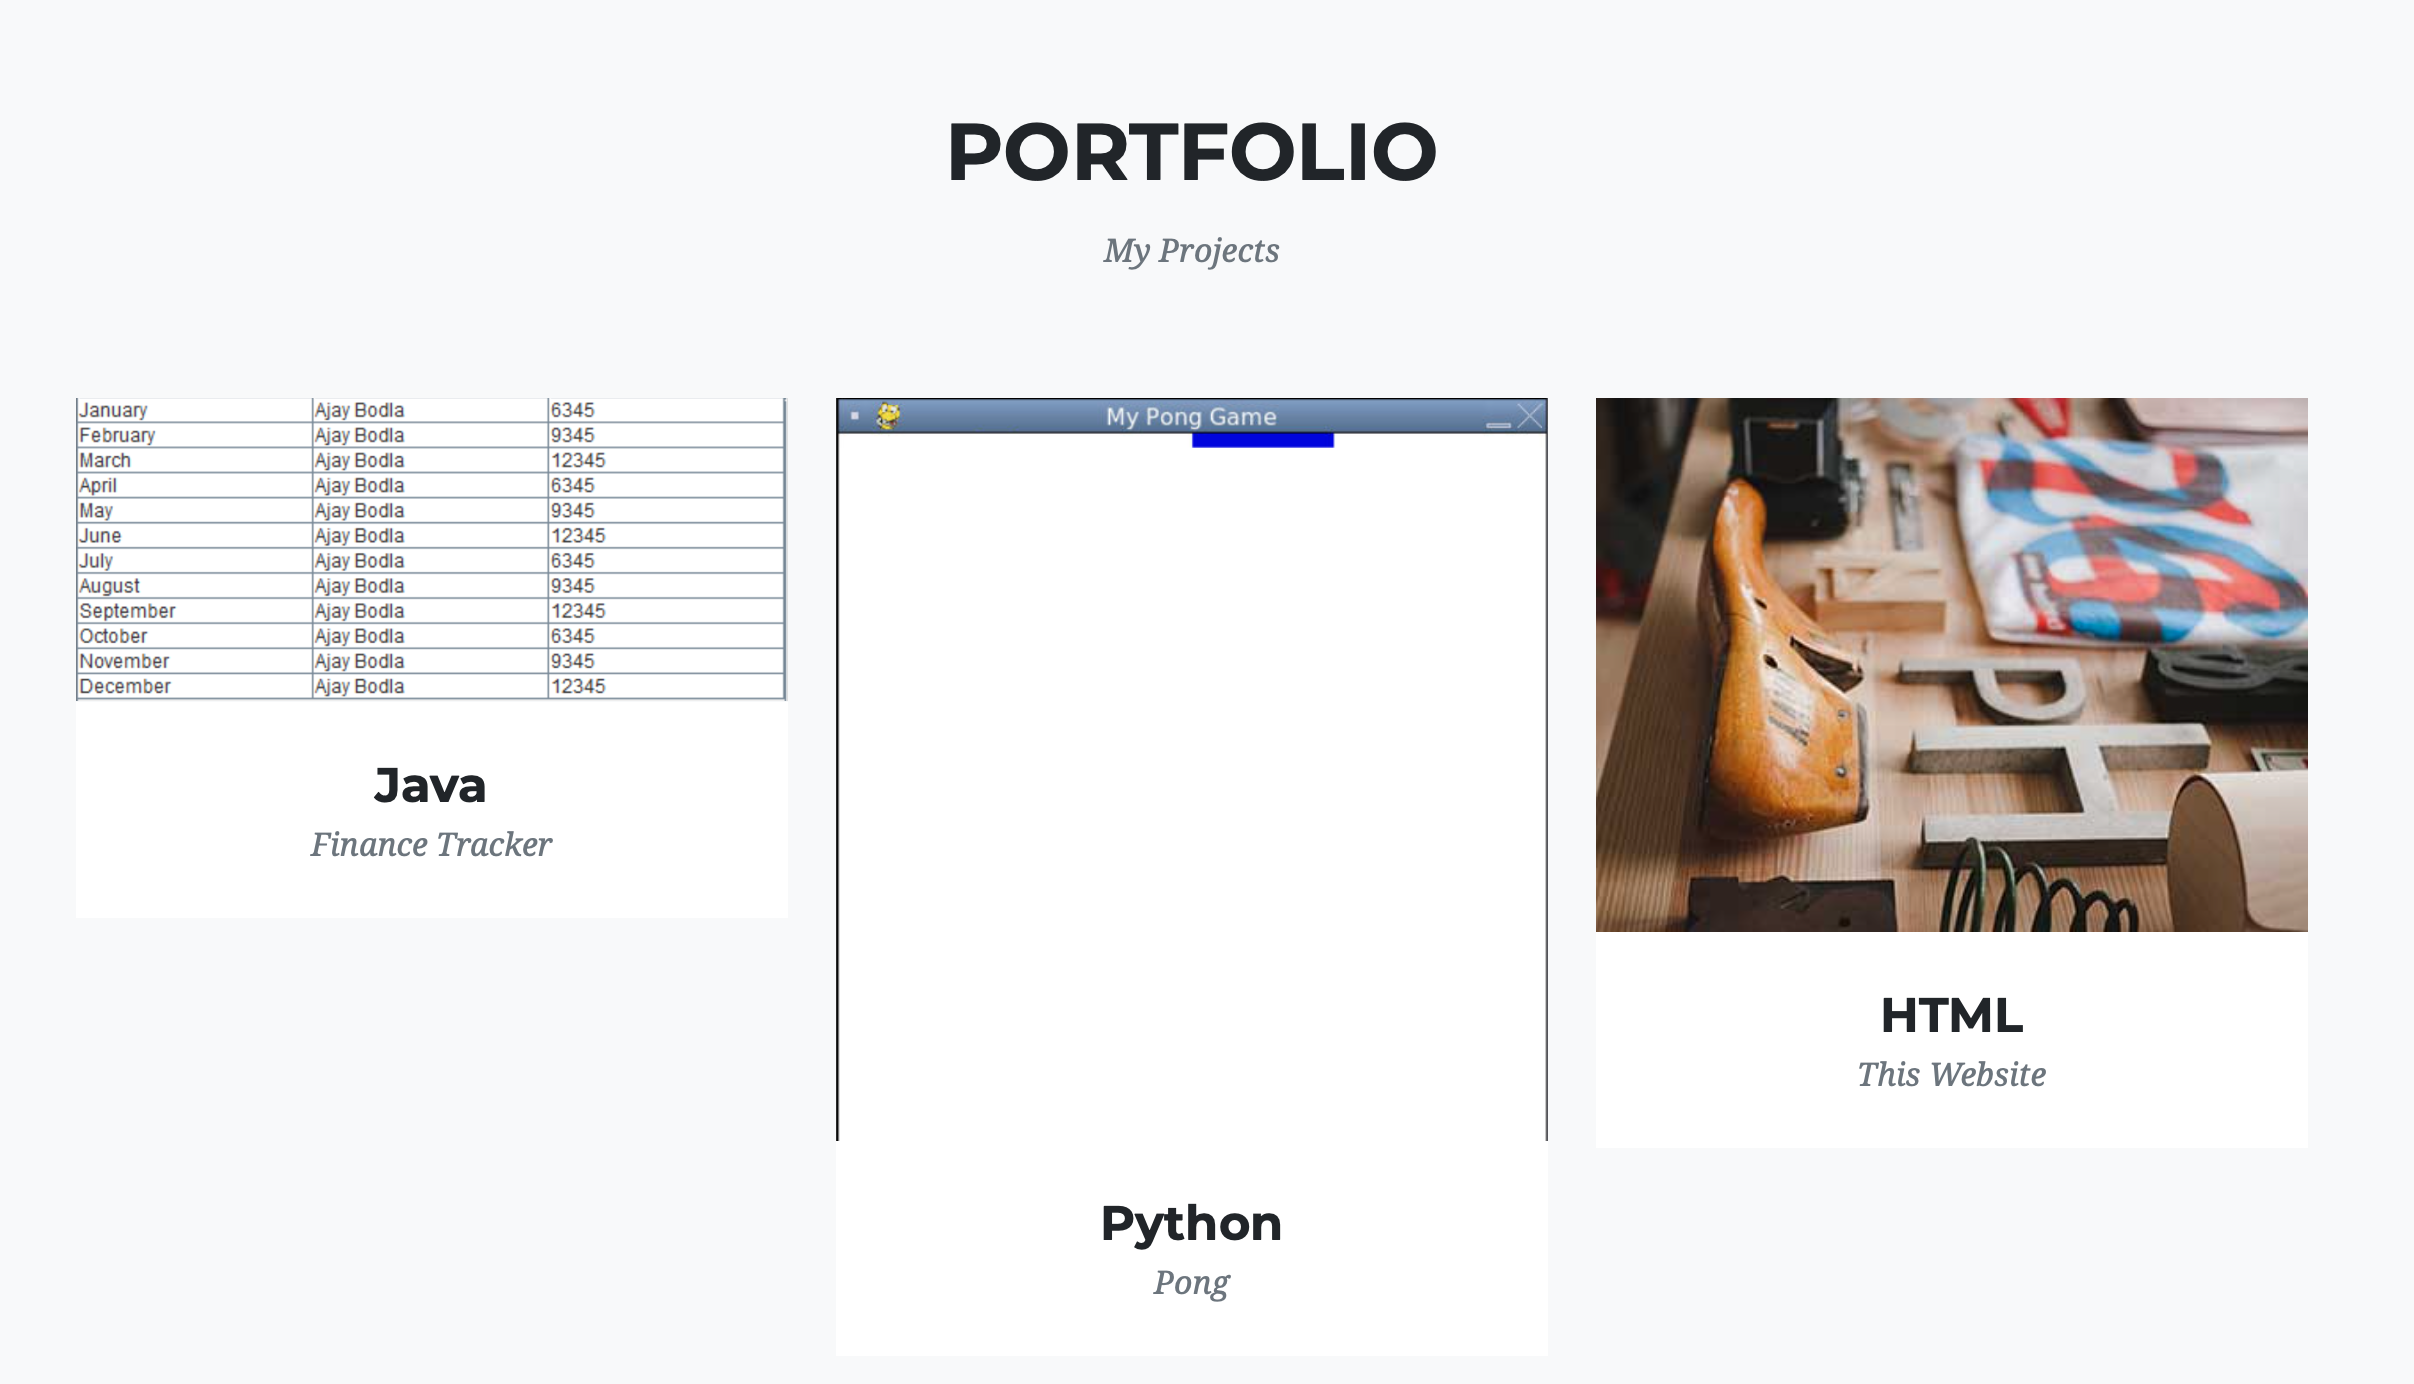 PORTFOLIO
My Projects
January Ajay Bodla 6345
February Ajay Bodla 9345
March Ajay Bodla 12345
April Ajay Bodla 6345
May Ajay Bodla 9345
June Ajay Bodla 12345
July Ajay Bodla 6345
August Ajay Bodla 9345
September Ajay Bodla 12345
October Ajay Bodla 6345
November Ajay Bodla 9345
December Ajay Bodla 12345
Java
Finance Tracker
My Pong Game
Python
Pong
P
H
HTML
This Website